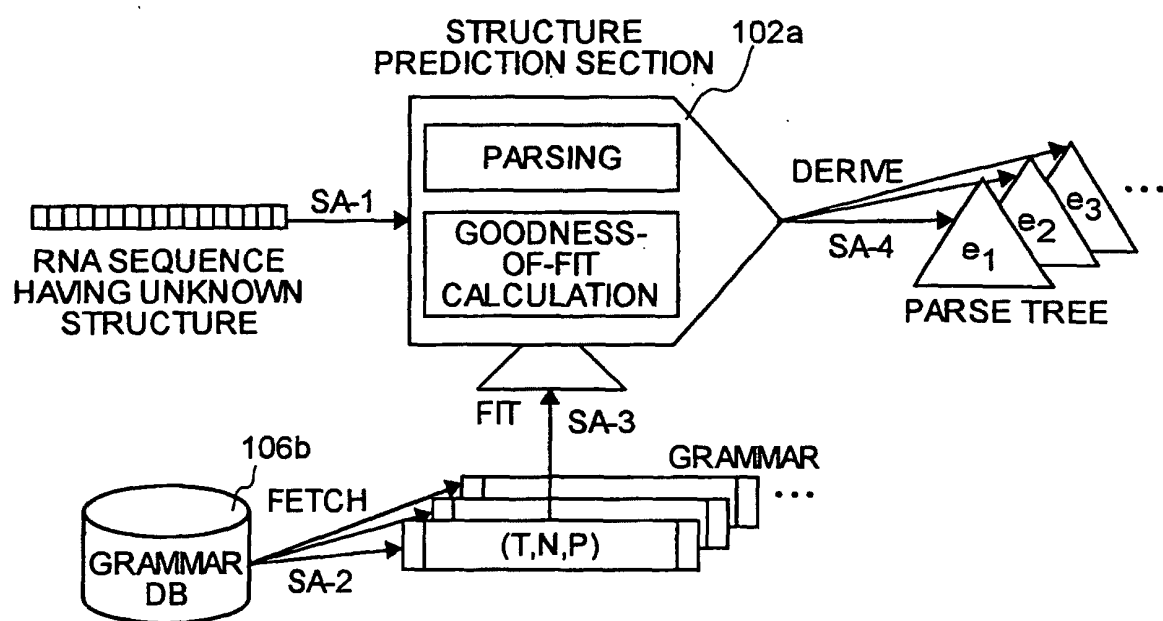 STRUCTURE
PREDICTION SECTION
102a
PARSING
GOODNESS-
OF-FIT
CALCULATION
SA-1
RNA SEQUENCE
HAVING UNKNOWN
STRUCTURE
DERIVE
SA-4
e1
e2
e3
...
PARSE TREE
FIT
SA-3
106b
GRAMMAR
DB
FETCH
SA-2
GRAMMAR
...
(T,N,P)